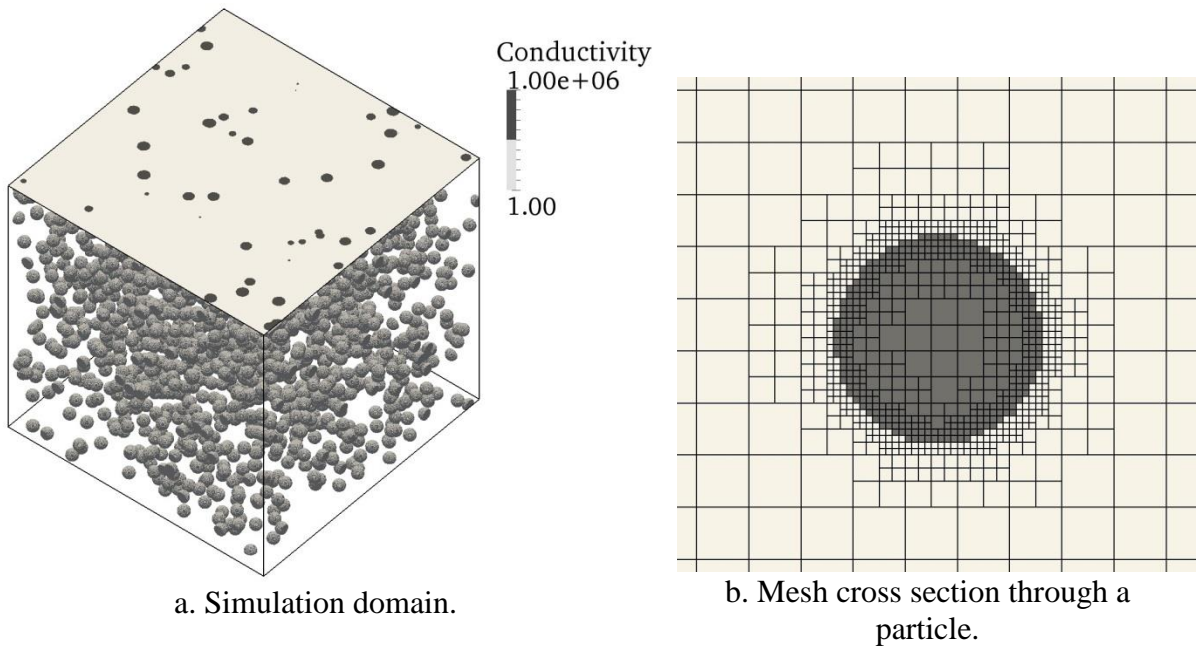 Conductivity
1.00e+06
1.00
a. Simulation domain.
b. Mesh cross section through a
particle.